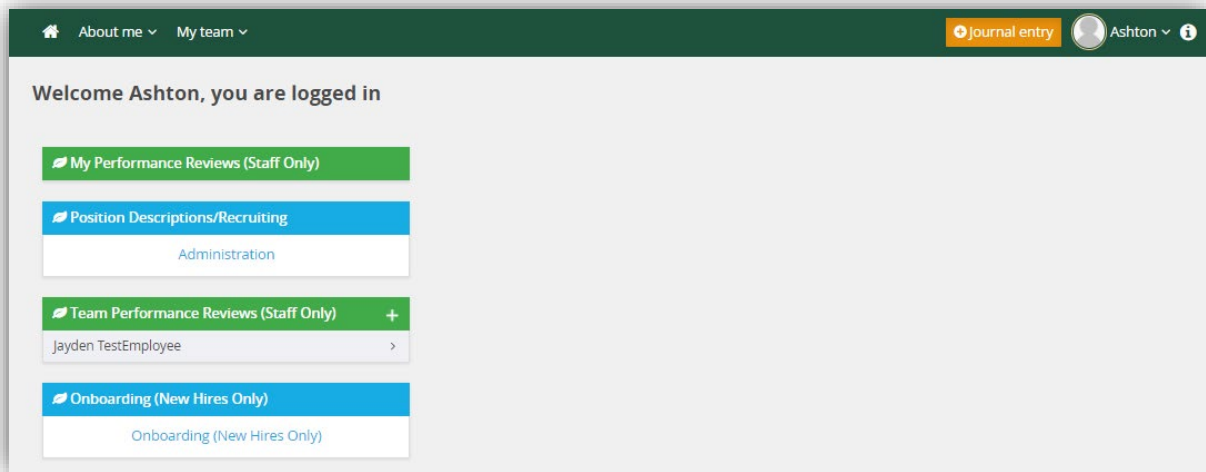 About me My team Journal entry Ashton
Welcome Ashton, you are logged in
My Performance Reviews (Staff Only)
Position Descriptions/Recruiting
Administration
Team Performance Reviews (Staff Only) +
Jayden TestEmployee
Onboarding (New Hires Only)
Onboarding (New Hires Only)